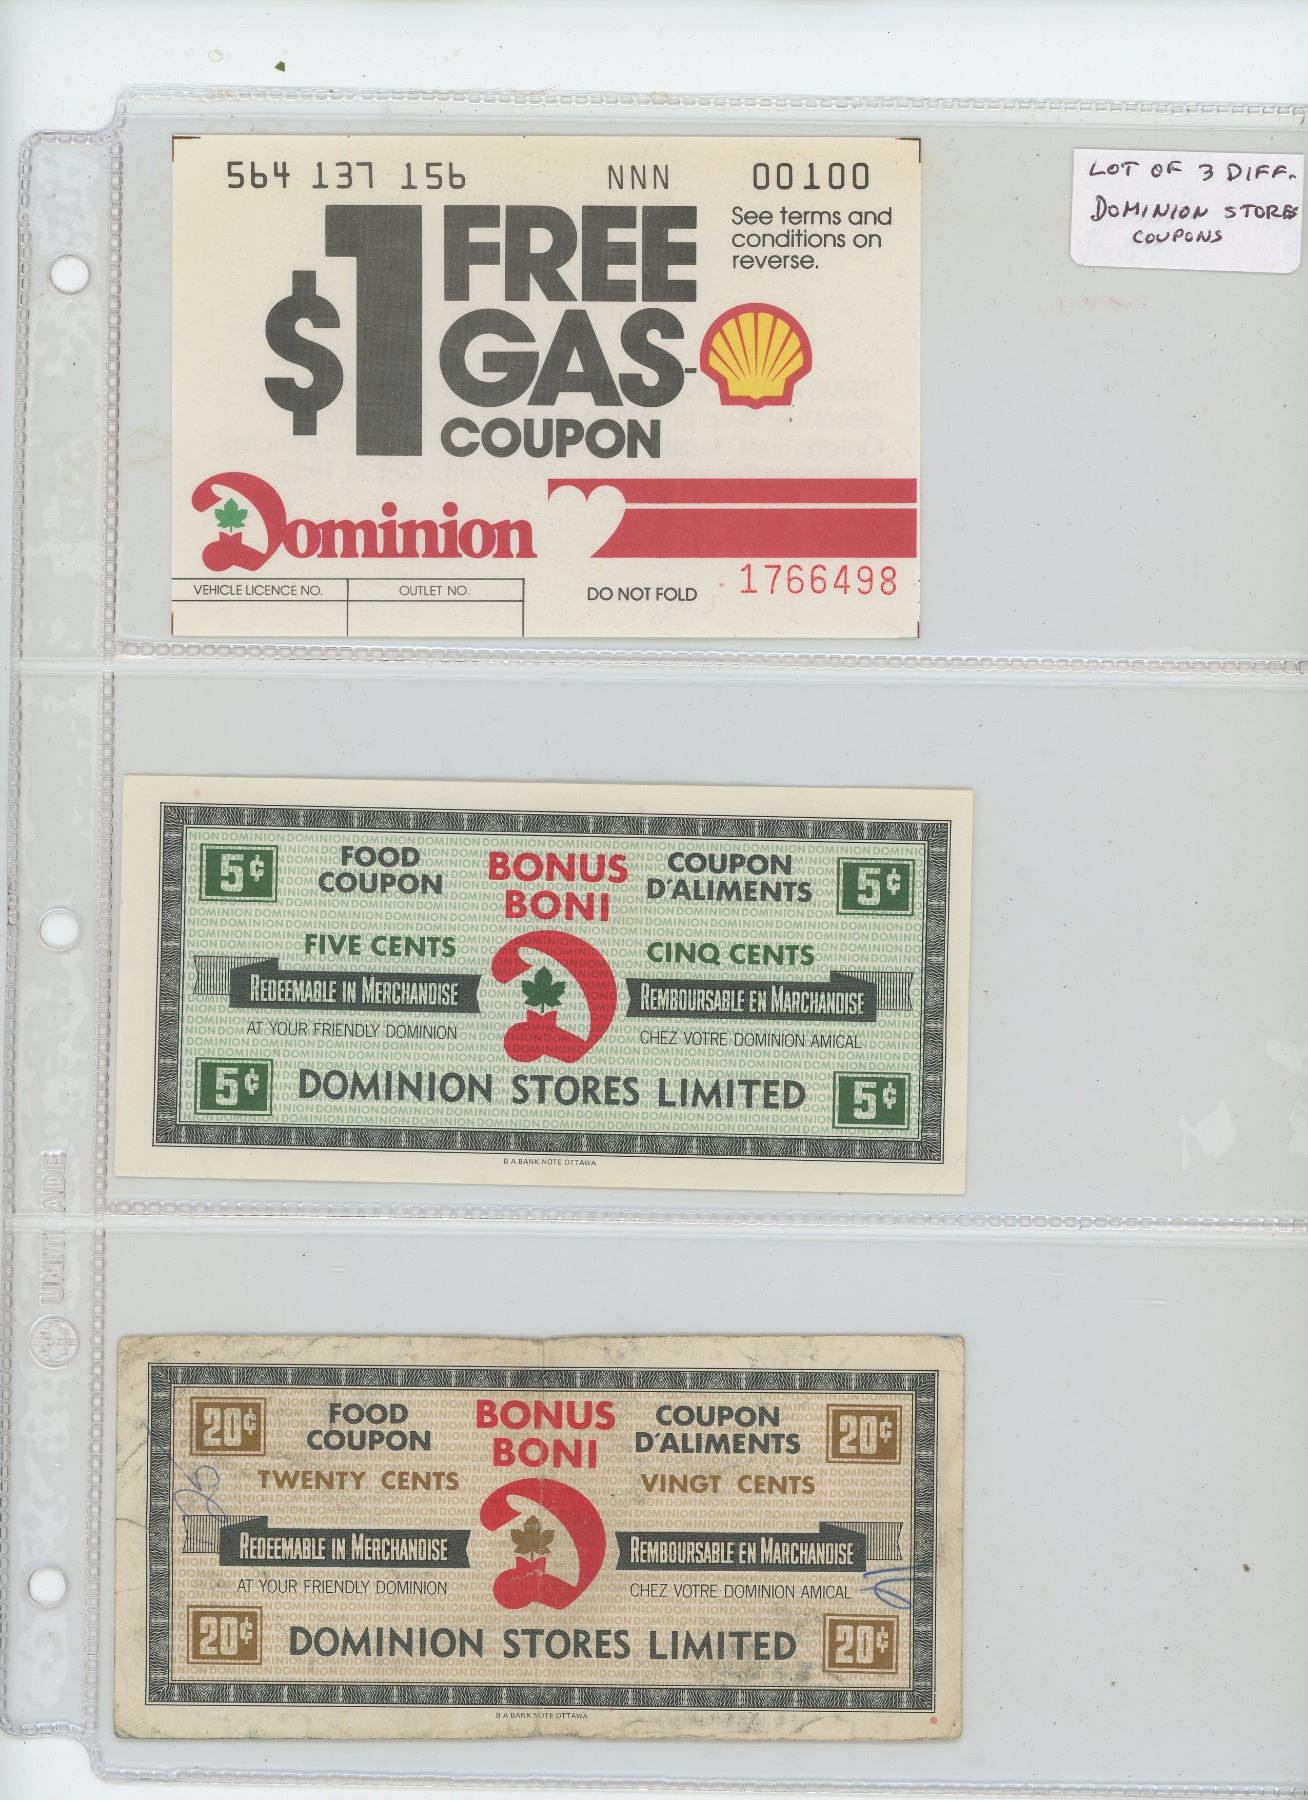 LOT OF 3 DIFF.
DOMINION STORE
COUPONS
564 137 156 NNN 00100
$1 FREE
GAS-
COUPON
See terms and
conditions on
reverse.
Dominion
VEHICLE LICENCE NO. OUTLET NO. DO NOT FOLD 1766498
5¢ FOOD COUPON BONUS BONI COUPON D'ALIMENTS 5¢
FIVE CENTS CINQ CENTS
REDEEMABLE IN MERCHANDISE REMBOURSABLE EN MARCHANDISE
AT YOUR FRIENDLY DOMINION CHEZ VOTRE DOMINION AMICAL
5¢ DOMINION STORES LIMITED 5¢
B A BANK NOTE OTTAWA
20¢ FOOD COUPON BONUS BONI COUPON D'ALIMENTS 20¢
TWENTY CENTS VINGT CENTS
REDEEMABLE IN MERCHANDISE REMBOURSABLE EN MARCHANDISE
AT YOUR FRIENDLY DOMINION CHEZ VOTRE DOMINION AMICAL
20¢ DOMINION STORES LIMITED 20¢
B A BANK NOTE OTTAWA